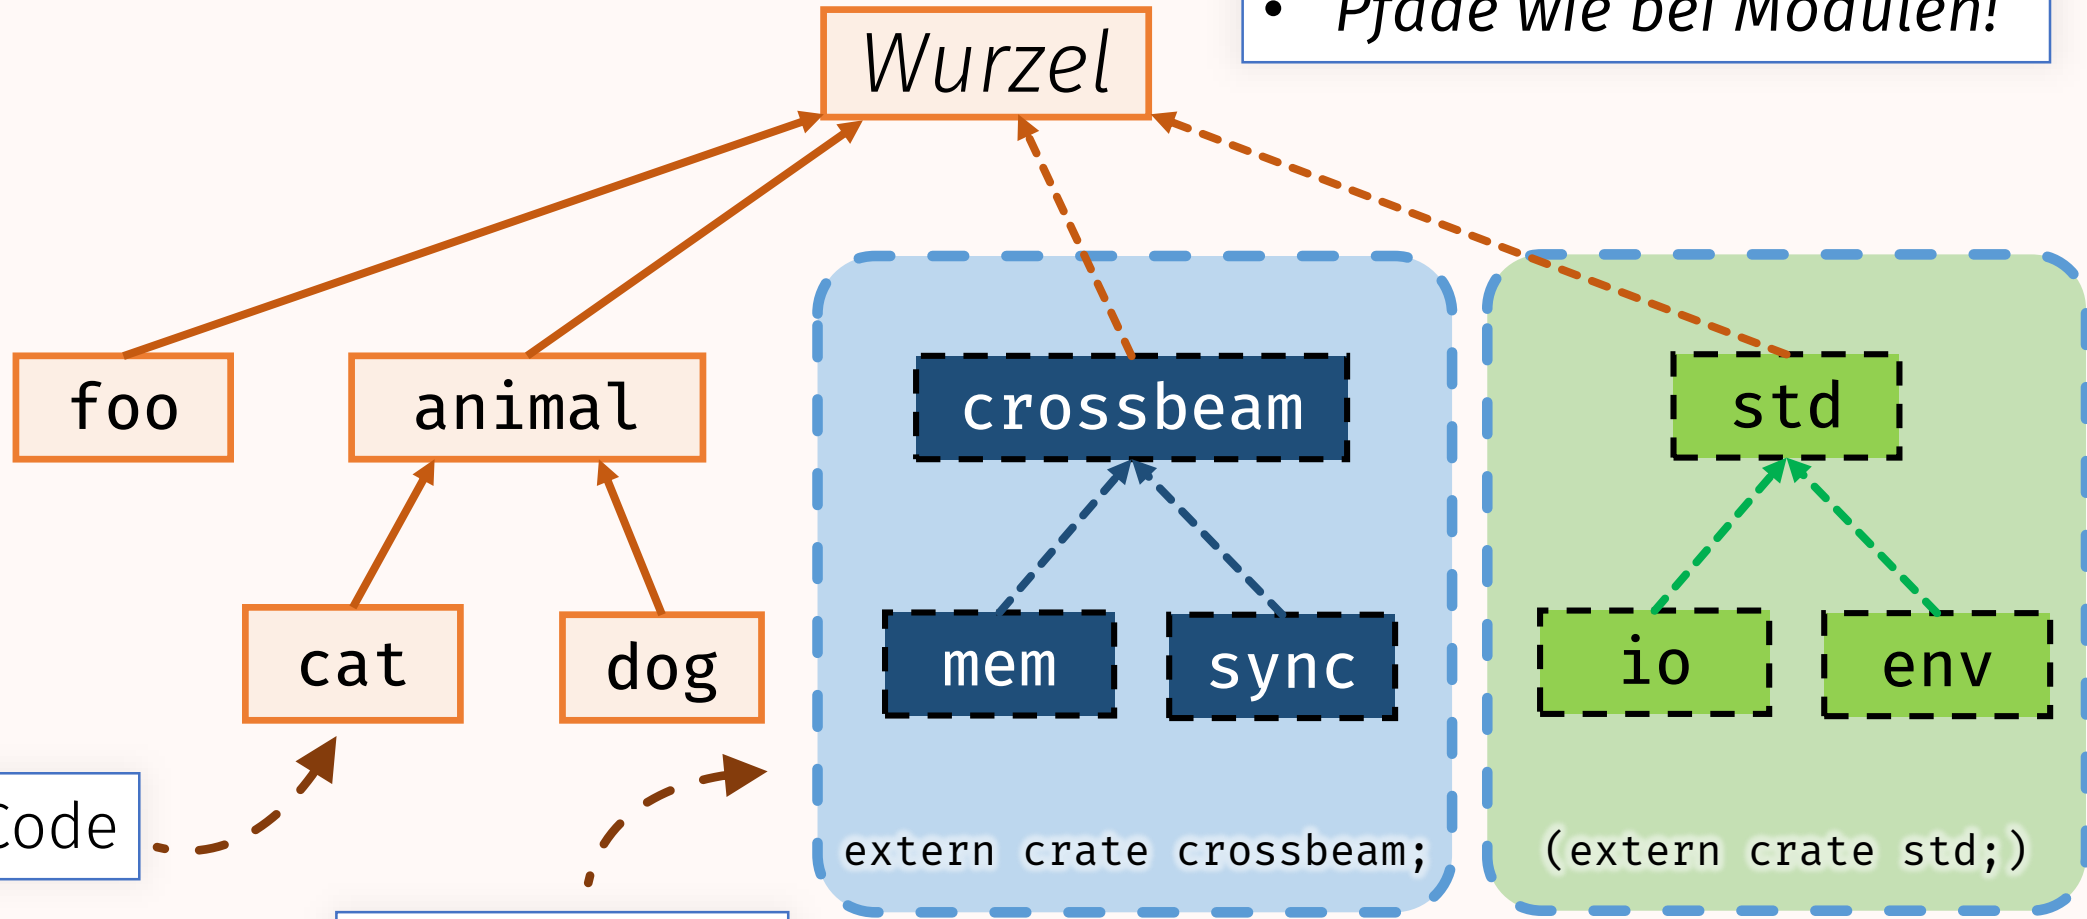 • Pfade wie bei Modulen!
Wurzel
foo
animal
crossbeam
std
cat
dog
mem
sync
io
env
Code
extern crate crossbeam;
(extern crate std;)